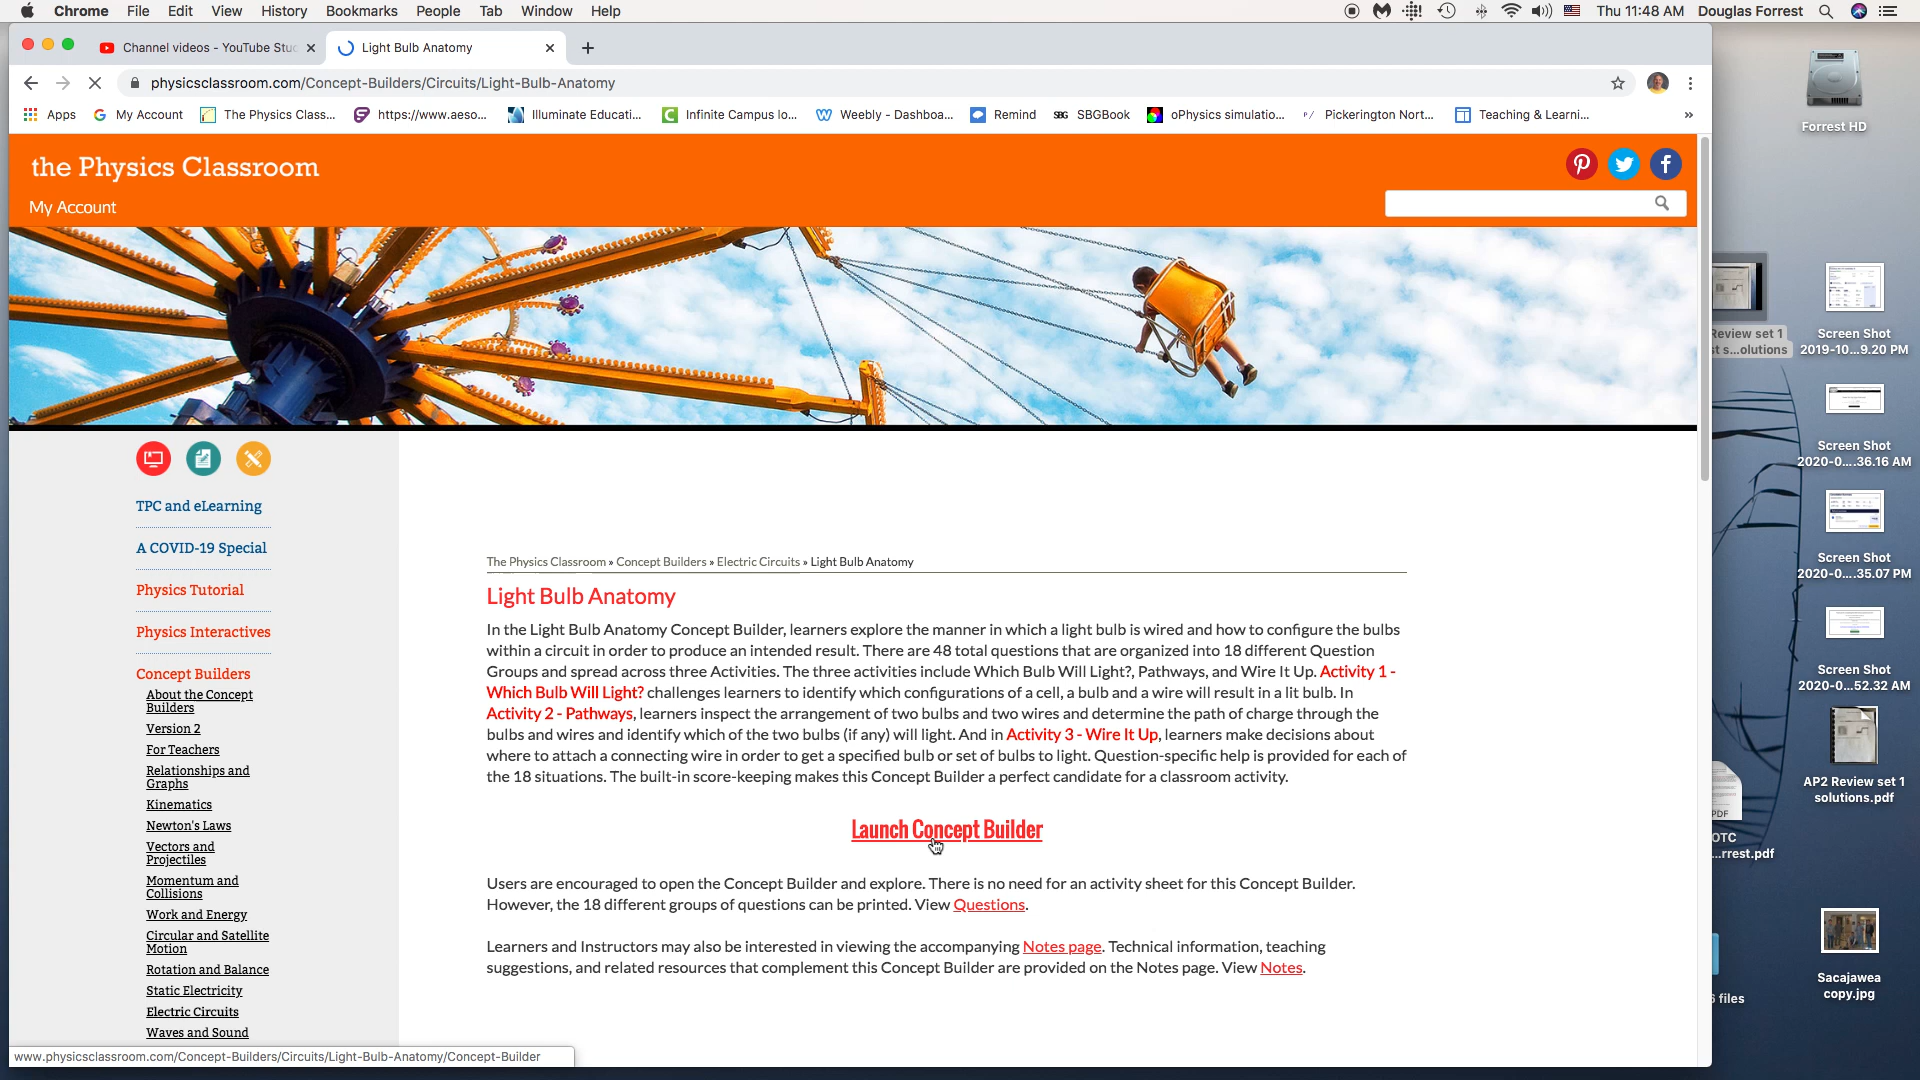 Chrome File Edit View History Bookmarks People Tab Window Help Thu 11:48 AM Douglas Forrest
Channel videos - YouTube Stu
Light Bulb Anatomy
physicsclassroom.com/Concept-Builders/Circuits/Light-Bulb-Anatomy
Apps My Account The Physics Class... https://www.aeso... Illuminate Educati... Infinite Campus lo... Weebly - Dashboa... Remind SBG SBGBook oPhysics simulatio... Pickerington Nort... Teaching & Learni... »
the Physics Classroom
My Account
TPC and eLearning
A COVID-19 Special
Physics Tutorial
Physics Interactives
Concept Builders
About the Concept
Builders
Version 2
For Teachers
Relationships and
Graphs
Kinematics
Newton's Laws
Vectors and
Projectiles
Momentum and
Collisions
Work and Energy
Circular and Satellite
Motion
Rotation and Balance
Static Electricity
Electric Circuits
Waves and Sound
The Physics Classroom » Concept Builders » Electric Circuits » Light Bulb Anatomy
Light Bulb Anatomy
In the Light Bulb Anatomy Concept Builder, learners explore the manner in which a light bulb is wired and how to configure the bulbs
within a circuit in order to produce an intended result. There are 48 total questions that are organized into 18 different Question
Groups and spread across three Activities. The three activities include Which Bulb Will Light?, Pathways, and Wire It Up. Activity 1 -
Which Bulb Will Light? challenges learners to identify which configurations of a cell, a bulb and a wire will result in a lit bulb. In
Activity 2 - Pathways, learners inspect the arrangement of two bulbs and two wires and determine the path of charge through the
bulbs and wires and identify which of the two bulbs (if any) will light. And in Activity 3 - Wire It Up, learners make decisions about
where to attach a connecting wire in order to get a specified bulb or set of bulbs to light. Question-specific help is provided for each of
the 18 situations. The built-in score-keeping makes this Concept Builder a perfect candidate for a classroom activity.
Launch Concept Builder
Users are encouraged to open the Concept Builder and explore. There is no need for an activity sheet for this Concept Builder.
However, the 18 different groups of questions can be printed. View Questions.
Learners and Instructors may also be interested in viewing the accompanying Notes page. Technical information, teaching
suggestions, and related resources that complement this Concept Builder are provided on the Notes page. View Notes.
www.physicsclassroom.com/Concept-Builders/Circuits/Light-Bulb-Anatomy/Concept-Builder
Forrest HD
Review set 1
st s...olutions
Screen Shot
2019-10...9.20 PM
Screen Shot
2020-0....36.16 AM
Screen Shot
2020-0....35.07 PM
Screen Shot
2020-0...52.32 AM
AP2 Review set 1
solutions.pdf
PDF
OTC
...rrest.pdf
Sacajawea
copy.jpg
files